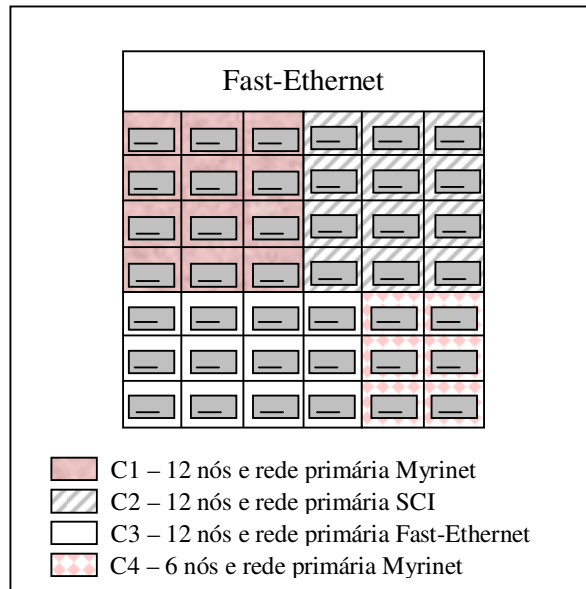 Fast-Ethernet
C1 – 12 nós e rede primária Myrinet
C2 – 12 nós e rede primária SCI
C3 – 12 nós e rede primária Fast-Ethernet
C4 – 6 nós e rede primária Myrinet